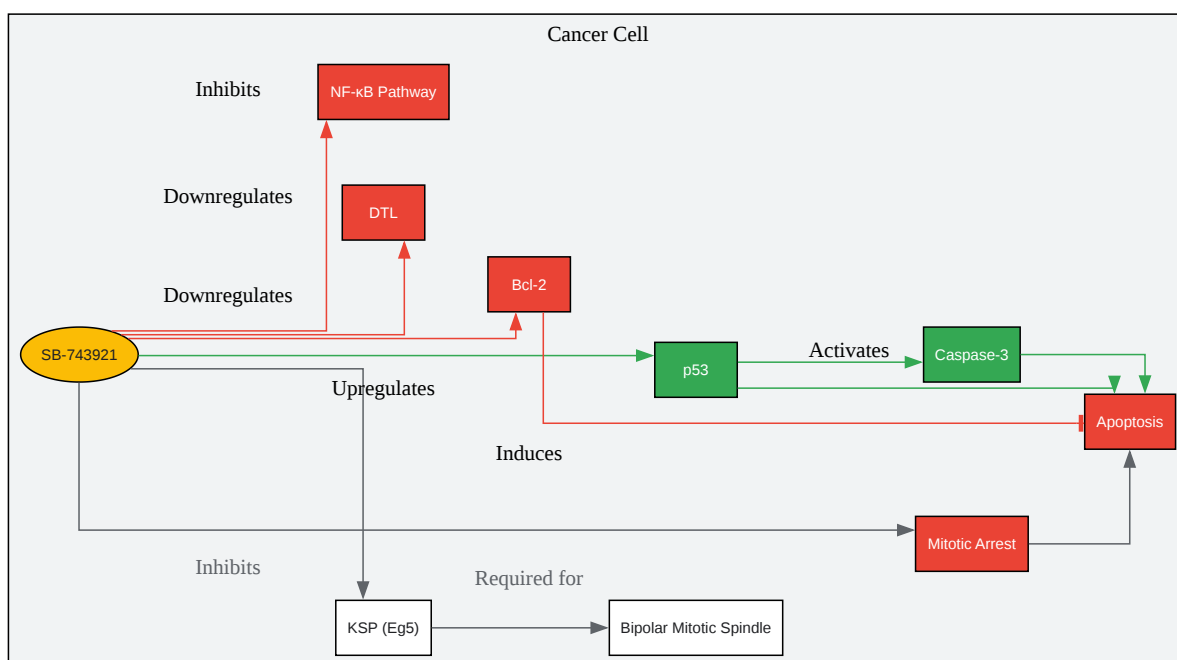 Cancer Cell
Inhibits
NF-κB Pathway
Downregulates
DTL
Bcl-2
Downregulates
SB-743921
p53
Activates
Caspase-3
Upregulates
Apoptosis
Induces
Mitotic Arrest
Inhibits
Required for
KSP (Eg5)
Bipolar Mitotic Spindle